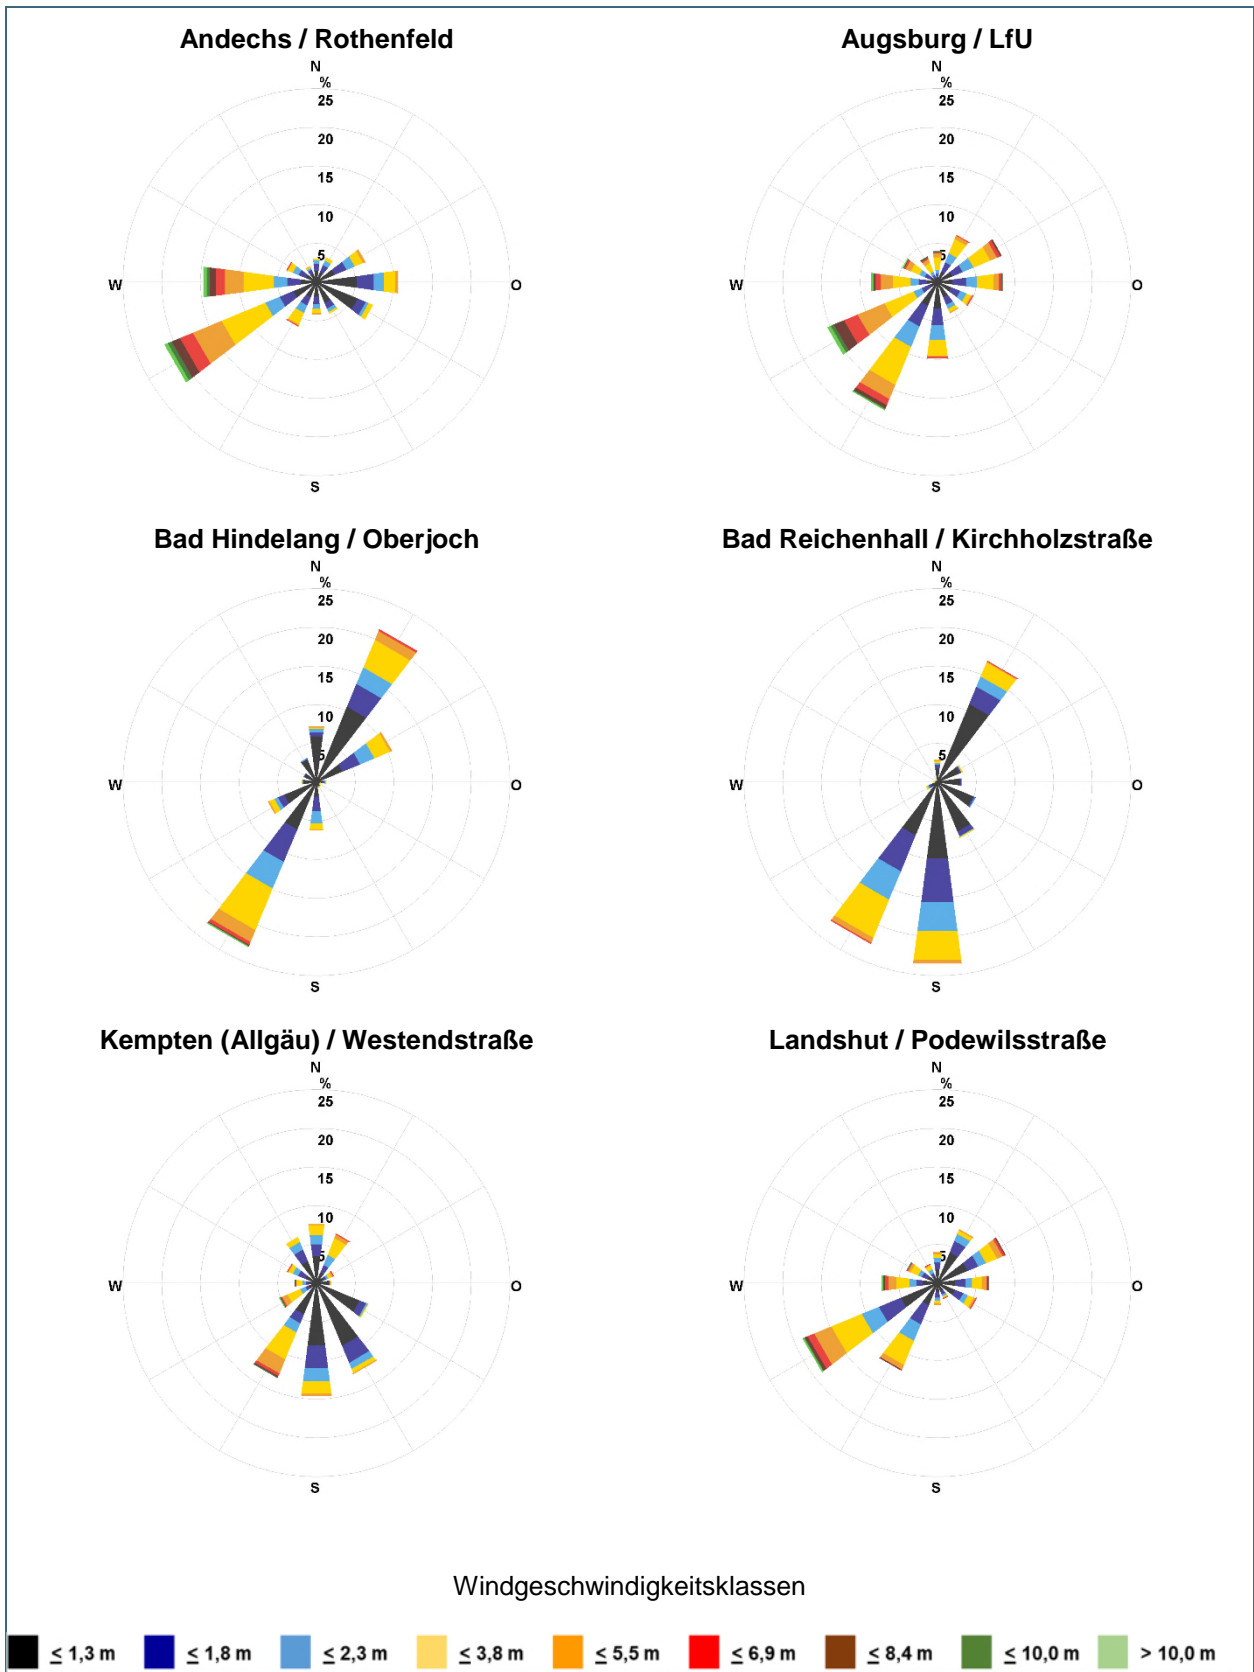 Andechs / Rothenfeld
N
%
25
20
15
10
5
W
O
S
Augsburg / LfU
N
%
25
20
15
10
5
W
O
S
Bad Hindelang / Oberjoch
N
%
25
20
15
10
5
W
O
S
Bad Reichenhall / Kirchholzstraße
N
%
25
20
15
10
5
W
O
S
Kempten (Allgäu) / Westendstraße
N
%
25
20
15
10
5
W
O
S
Landshut / Podewilsstraße
N
%
25
20
15
10
5
W
O
S
Windgeschwindigkeitsklassen
≤ 1,3 m ≤ 1,8 m ≤ 2,3 m ≤ 3,8 m ≤ 5,5 m ≤ 6,9 m ≤ 8,4 m ≤ 10,0 m > 10,0 m